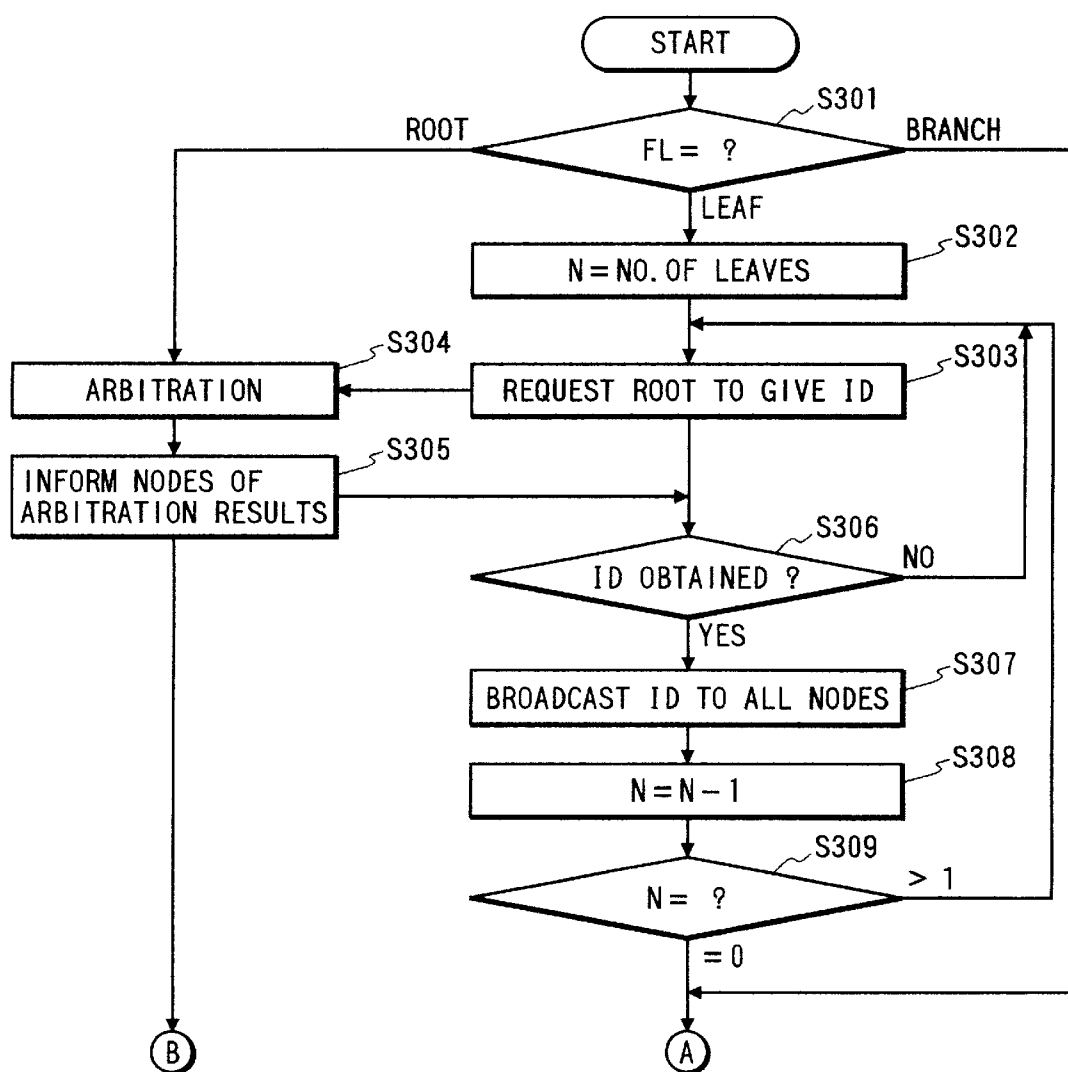 START
S301
ROOT
BRANCH
FL= ?
LEAF
S302
N=NO.OF LEAVES
S304
S303
ARBITRATION
REQUEST ROOT TO GIVE ID
S305
INFORM NODES OF
ARBITRATION RESULTS
S306
NO
ID OBTAINED ?
YES
S307
BROADCAST ID TO ALL NODES
S308
N=N-1
S309
> 1
N= ?
=0
B
A